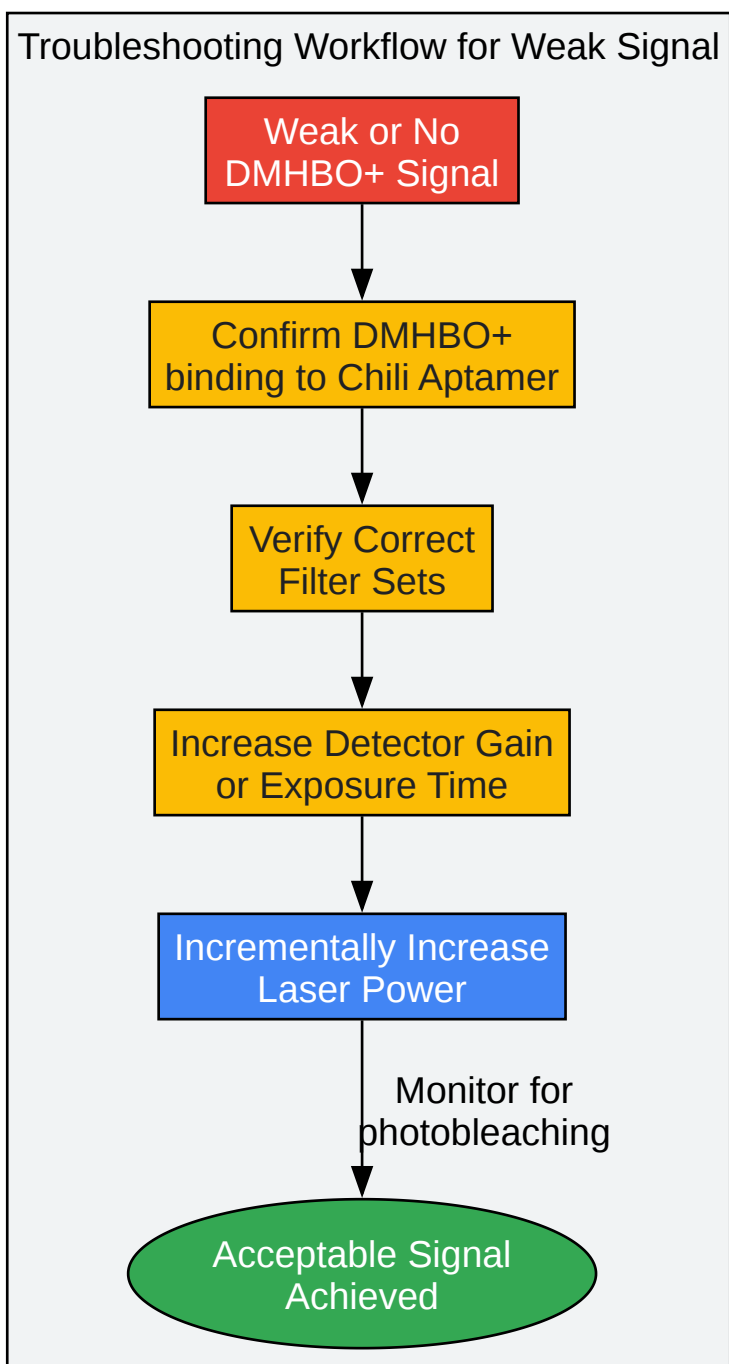 Troubleshooting Workflow for Weak Signal
Weak or No
DMHBO+ Signal
Confirm DMHBO+
binding to Chili Aptamer
Verify Correct
Filter Sets
Increase Detector Gain
or Exposure Time
Incrementally Increase
Laser Power
Monitor for
photobleaching
Acceptable Signal
Achieved